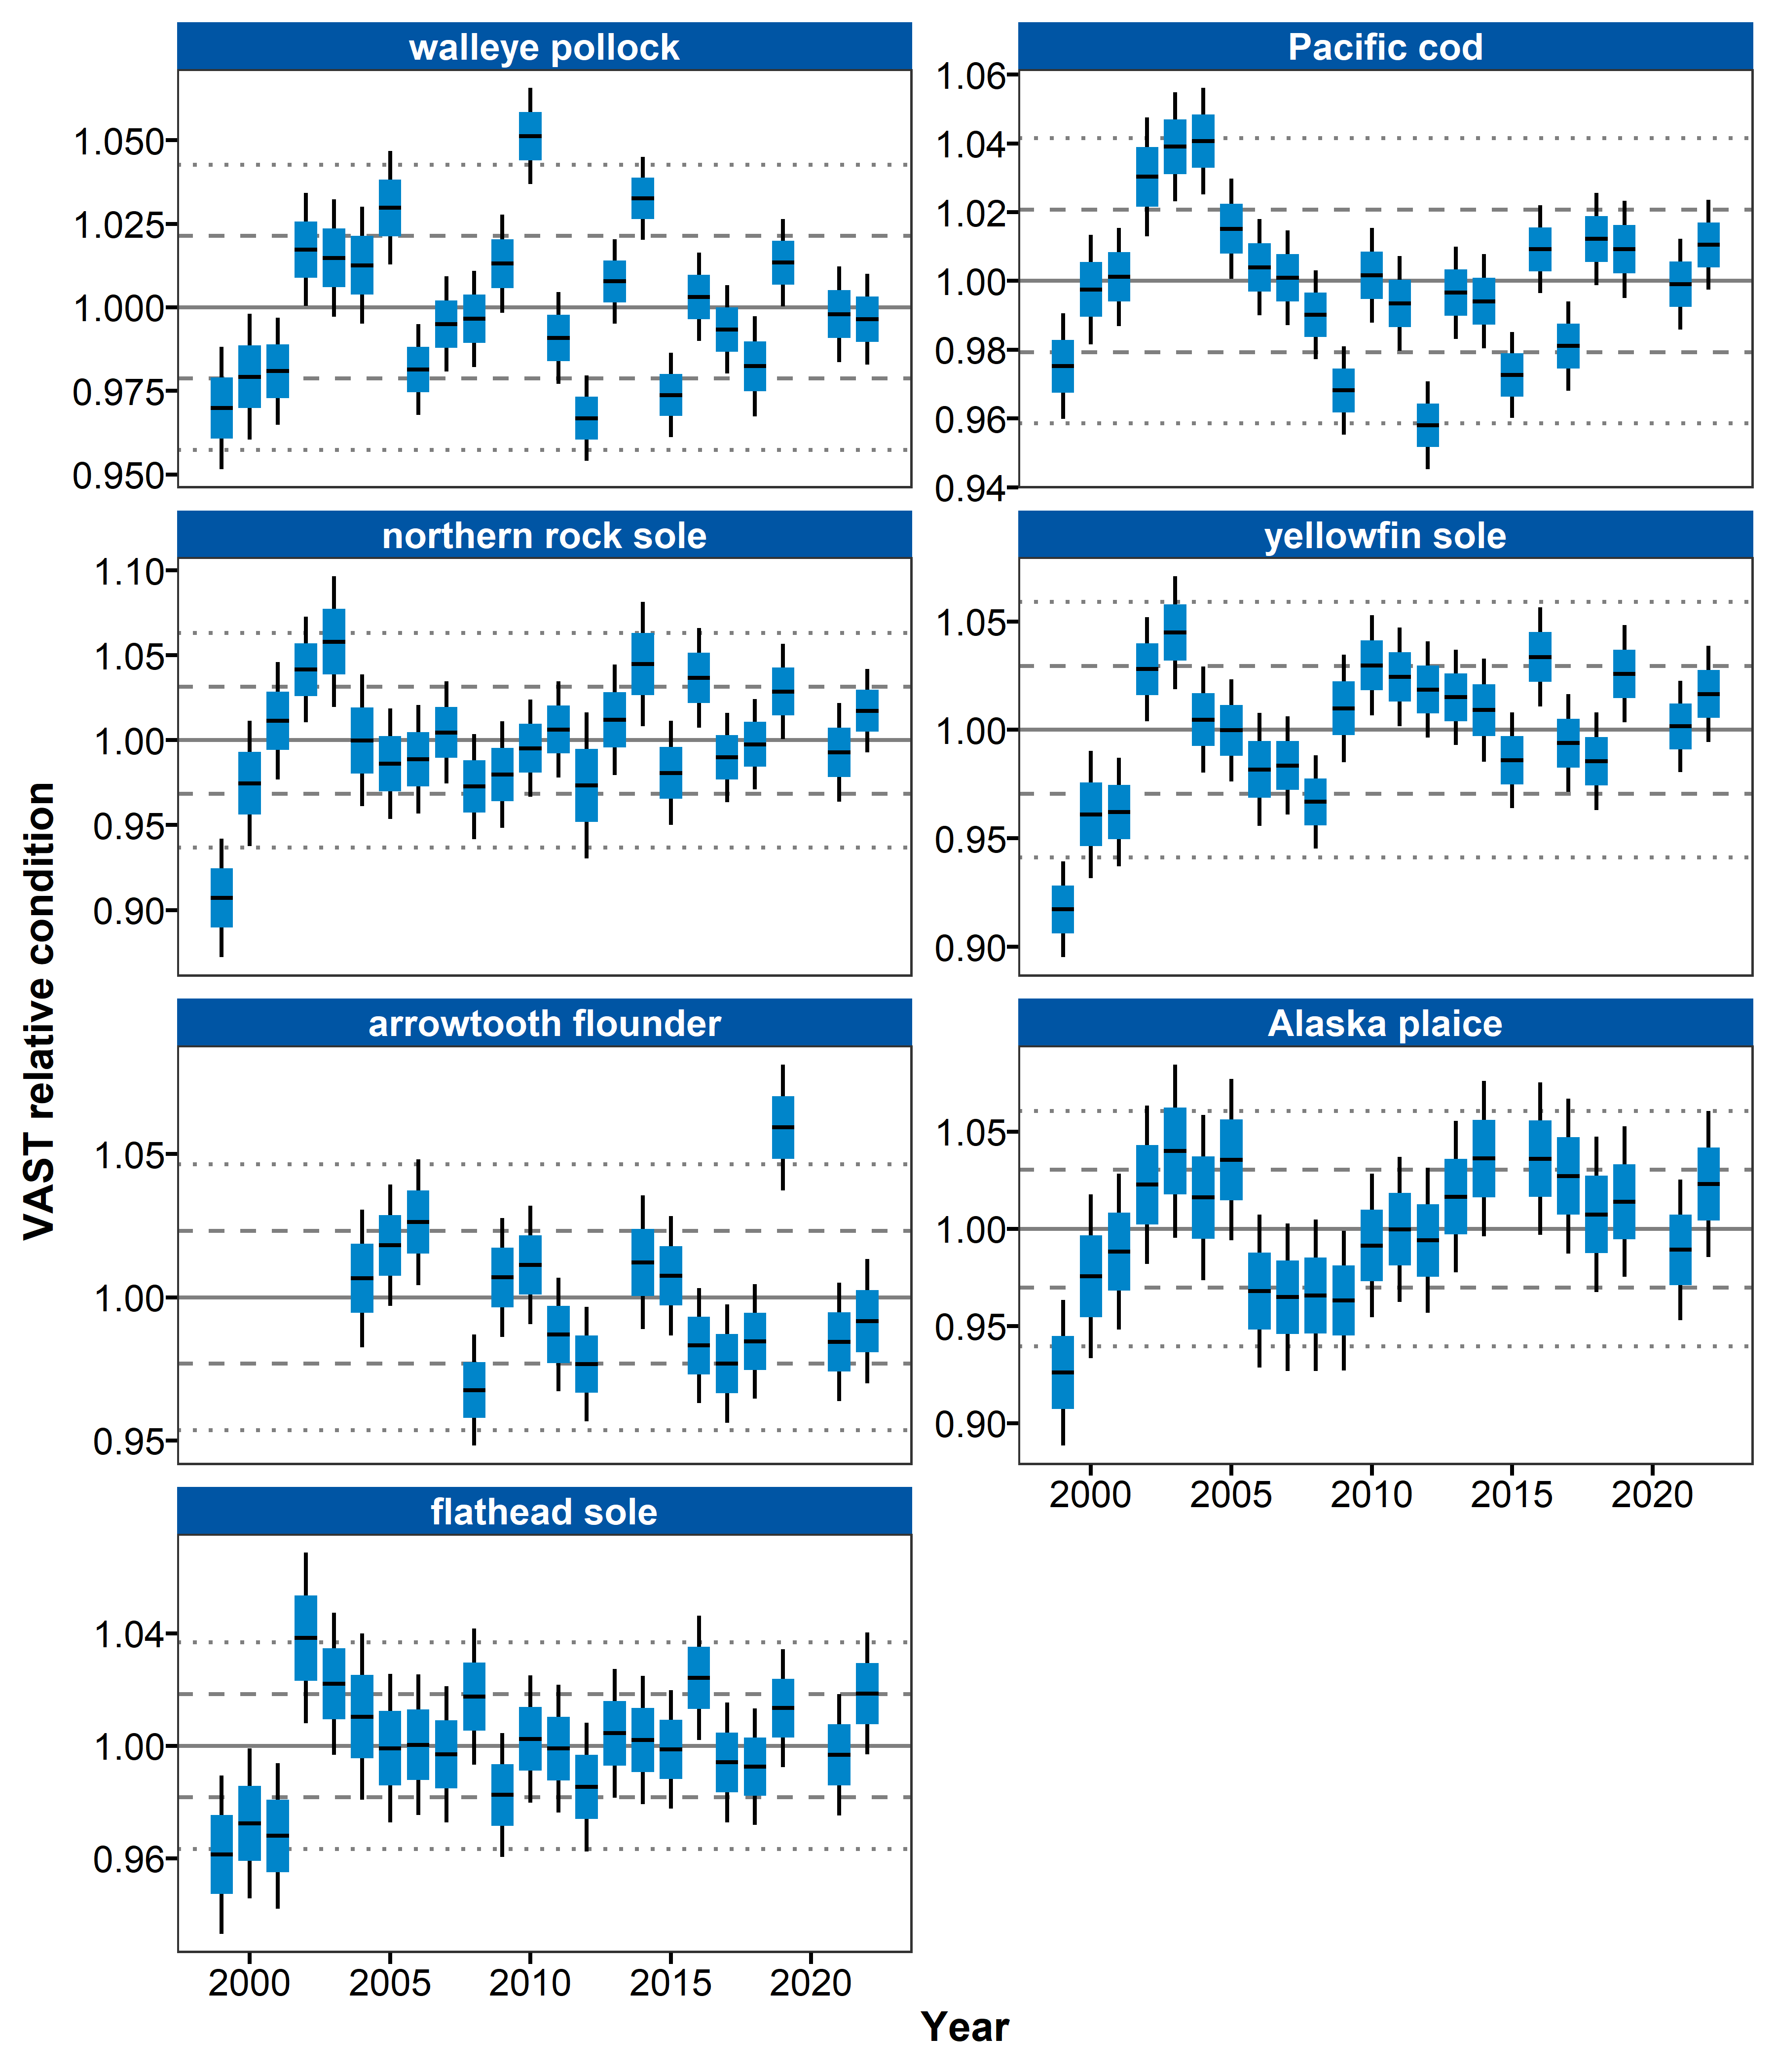 walleye pollock
Pacific cod
1.050
1.025
1.000
0.975
0.950
1.06
1.04
1.02
1.00
0.98
0.96
0.94
northern rock sole
yellowfin sole
1.10
1.05
1.00
0.95
0.90
1.05
1.00
0.95
0.90
arrowtooth flounder
Alaska plaice
1.05
1.00
0.95
1.05
1.00
0.95
0.90
2000 2005 2010 2015 2020
flathead sole
1.04
1.00
0.96
2000 2005 2010 2015 2020
VAST relative condition
Year